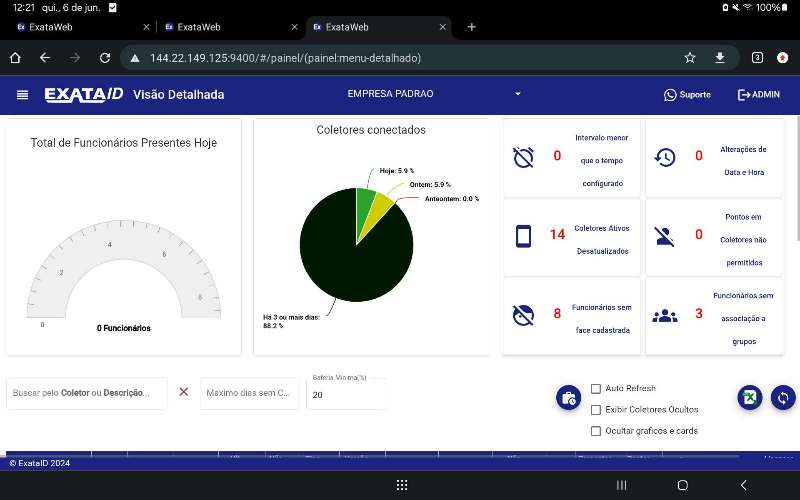 12:21 qui., 6 de jun. 100%
ExataWeb
ExataWeb
ExataWeb
144.22.149.125:9400/#/painel/(painel:menu-detalhado)
3
EXATA ID Visão Detalhada
EMPRESA PADRAO
Suporte
ADMIN
Total de Funcionários Presentes Hoje
0
2
4
6
8
0 Funcionários
Coletores conectados
Hoje: 5.9 %
Ontem: 5.9 %
Anteontem: 0.0 %
Há 3 ou mais dias:
88.2 %
0
Intervelo menor
que o tempo
configurado
0
Alterações de
Data e Hora
14
Coletores Ativos
Desatualizados
0
Pontos em
Coletores não
permitidos
8
Funcionários sem
face cadastrada
3
Funcionários sem
associação a
grupos
Buscar pelo Coletor ou Descrição...
Maximo dias sem C...
Bateria Mínima(%)
20
Auto Refresh
Exibir Coletores Ocultos
Ocultar graficos e cards
© ExataID 2024